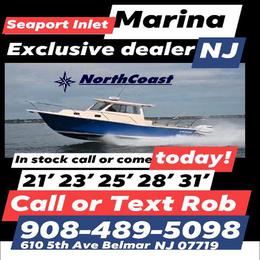 Seaport Inlet Marina
Exclusive dealer NJ
NorthCoast
In stock call or come today!
21' 23' 25' 28' 31'
Call or Text Rob
908-489-5098
610 5th Ave Belmar NJ 07719